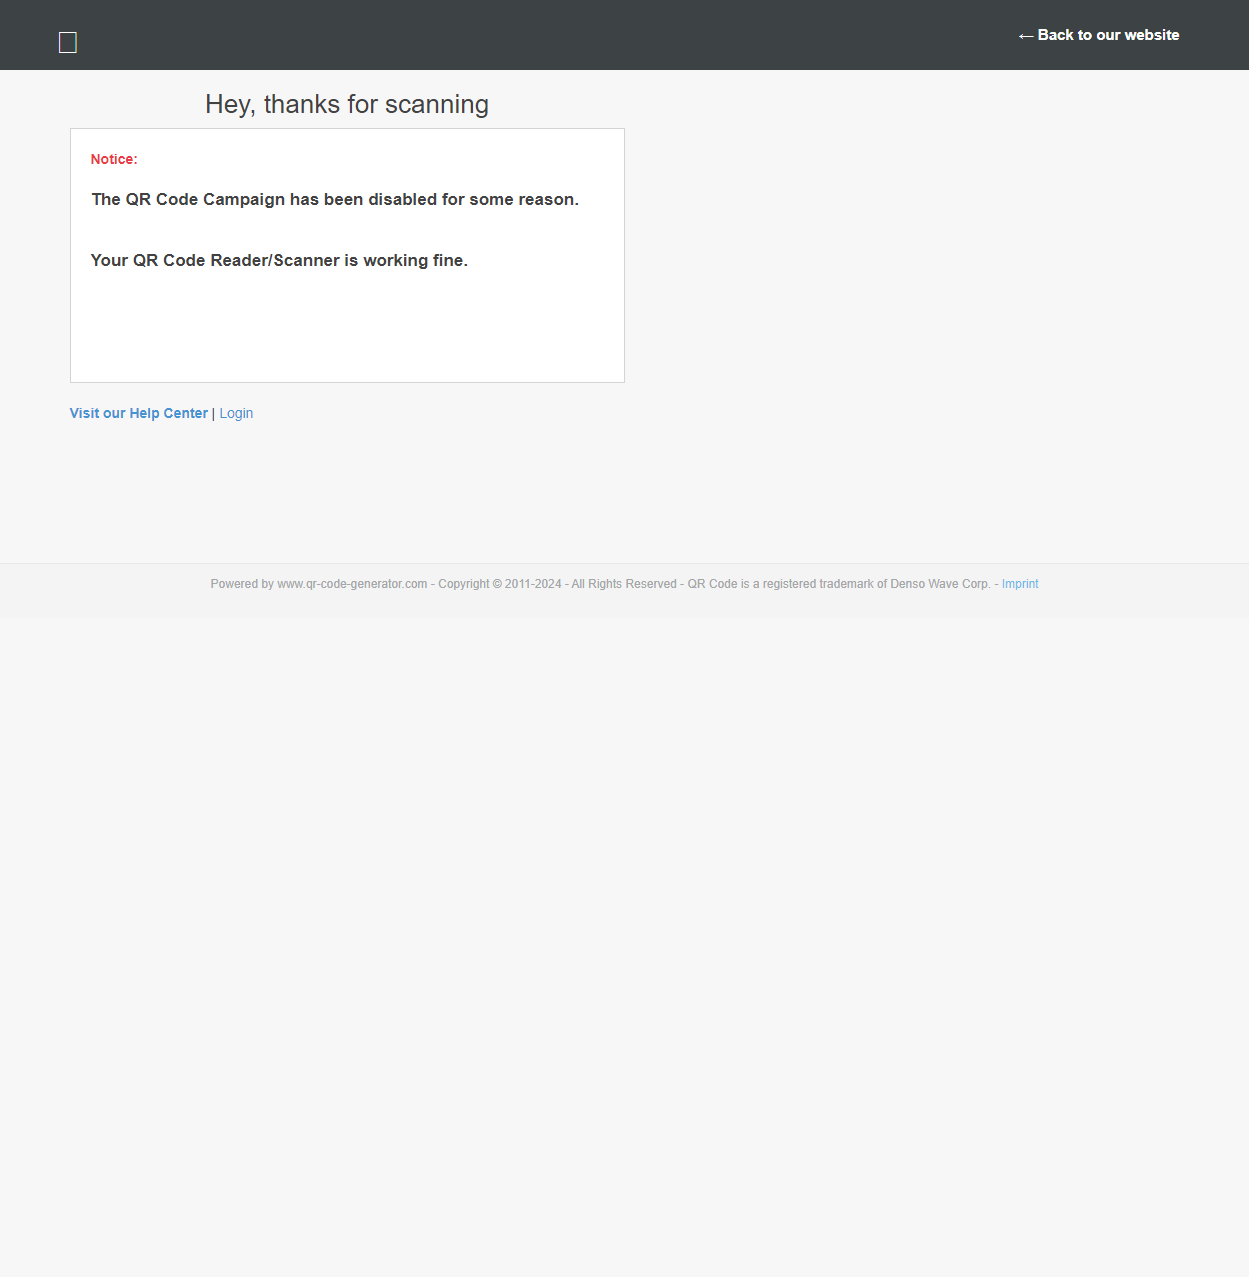 ← Back to our website
Hey, thanks for scanning
Notice:
The QR Code Campaign has been disabled for some reason.
Your QR Code Reader/Scanner is working fine.
Visit our Help Center | Login
Powered by www.qr-code-generator.com - Copyright © 2011-2024 - All Rights Reserved - QR Code is a registered trademark of Denso Wave Corp. - Imprint